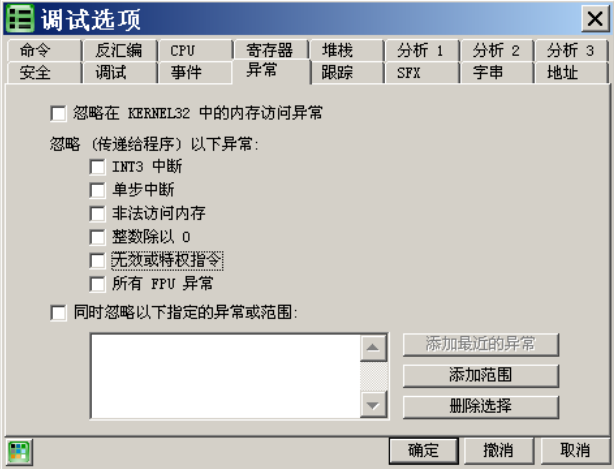 调试选项
命令 反汇编 CPU 寄存器 堆栈 分析 1 分析 2 分析 3
安全 调试 事件 异常 跟踪 SFX 字串 地址
忽略在 KERNEL32 中的内存访问异常
忽略 (传递给程序) 以下异常:
INT3 中断
单步中断
非法访问内存
整数除以 0
无效或特权指令
所有 FPU 异常
同时忽略以下指定的异常或范围:
添加最近的异常
添加范围
删除选择
确定 撤消 取消